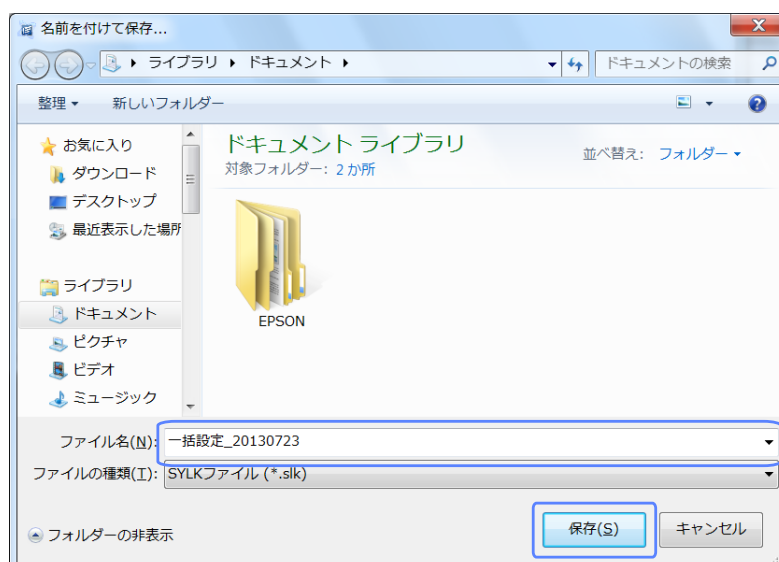 名前を付けて保存...
ライブラリ ▶ ドキュメント ▶
ドキュメントの検索
整理 新しいフォルダー
お気に入り
ダウンロード
デスクトップ
最近表示した場所
ライブラリ
ドキュメント
ピクチャ
ビデオ
ミュージック
ドキュメント ライブラリ
対象フォルダー: 2 か所
並べ替え: フォルダー
EPSON
ファイル名(N): 一括設定_20130723
ファイルの種類(T): SYLKファイル (*.slk)
フォルダーの非表示
保存(S)
キャンセル